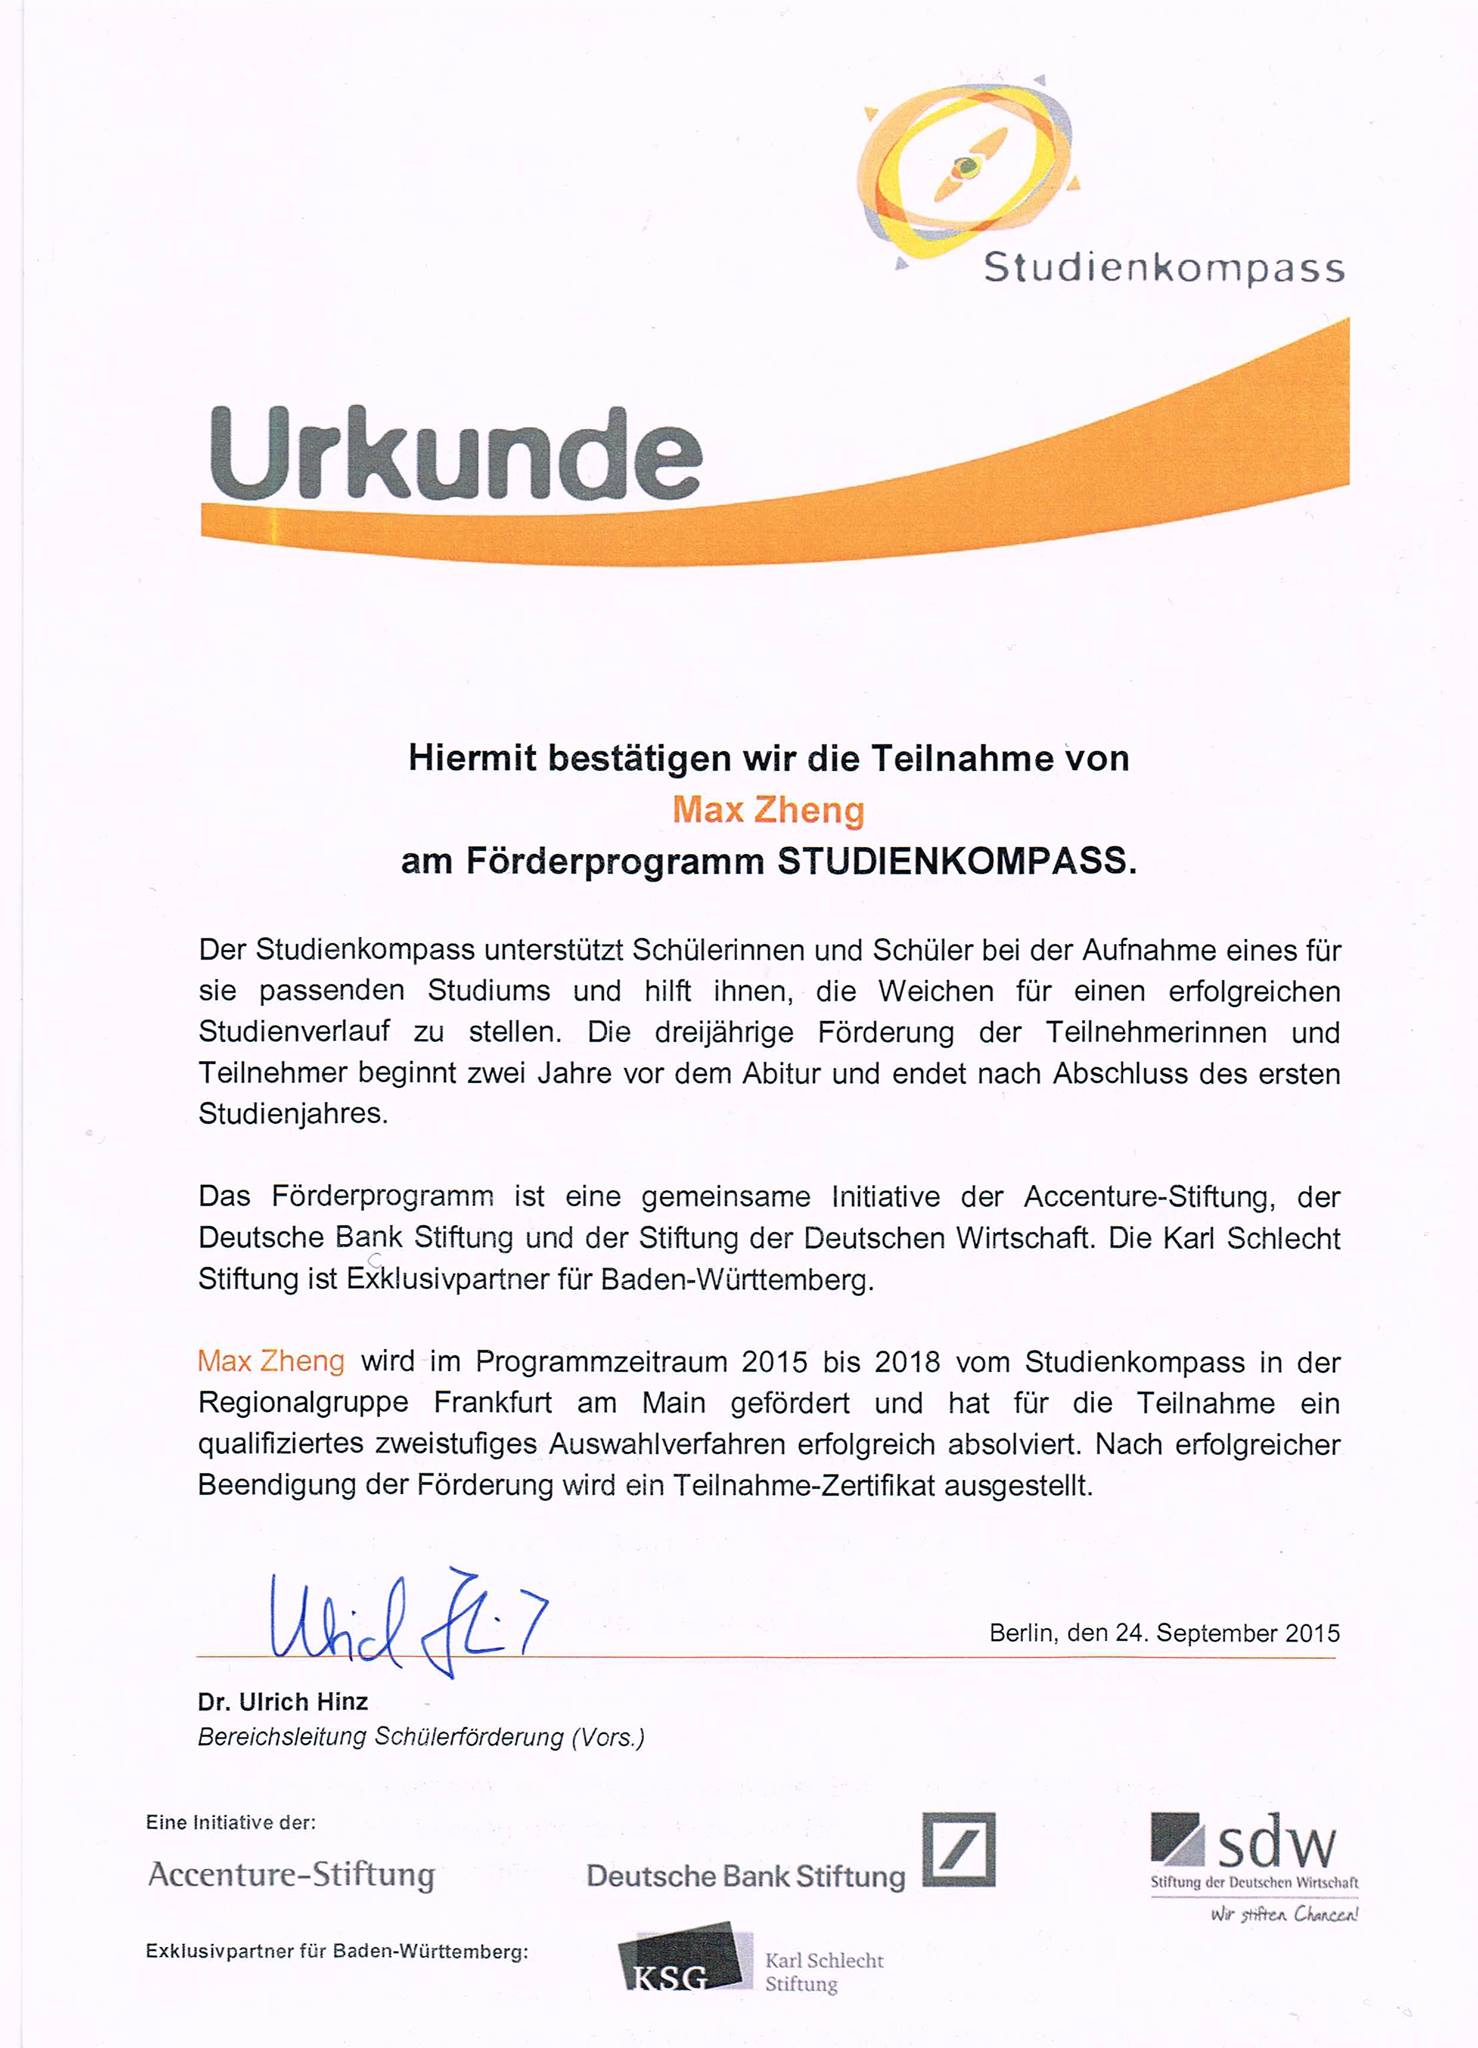 Studienkompass
Urkunde
Hiermit bestätigen wir die Teilnahme von
Max Zheng
am Förderprogramm STUDIENKOMPASS.
Der Studienkompass unterstützt Schülerinnen und Schüler bei der Aufnahme eines für
sie passenden Studiums und hilft ihnen, die Weichen für einen erfolgreichen
Studienverlauf zu stellen. Die dreijährige Förderung der Teilnehmerinnen und
Teilnehmer beginnt zwei Jahre vor dem Abitur und endet nach Abschluss des ersten
Studienjahres.
Das Förderprogramm ist eine gemeinsame Initiative der Accenture-Stiftung, der
Deutsche Bank Stiftung und der Stiftung der Deutschen Wirtschaft. Die Karl Schlecht
Stiftung ist Exklusivpartner für Baden-Württemberg.
Max Zheng wird im Programmzeitraum 2015 bis 2018 vom Studienkompass in der
Regionalgruppe Frankfurt am Main gefördert und hat für die Teilnahme ein
qualifiziertes zweistufiges Auswahlverfahren erfolgreich absolviert. Nach erfolgreicher
Beendigung der Förderung wird ein Teilnahme-Zertifikat ausgestellt.
Ulrich Hinz
Berlin, den 24. September 2015
Dr. Ulrich Hinz
Bereichsleitung Schülerförderung (Vors.)
Eine Initiative der:
Accenture-Stiftung
Deutsche Bank Stiftung
sdw
Stiftung der Deutschen Wirtschaft
Wir stiften Chancen!
Exklusivpartner für Baden-Württemberg:
KSG
Karl Schlecht
Stiftung